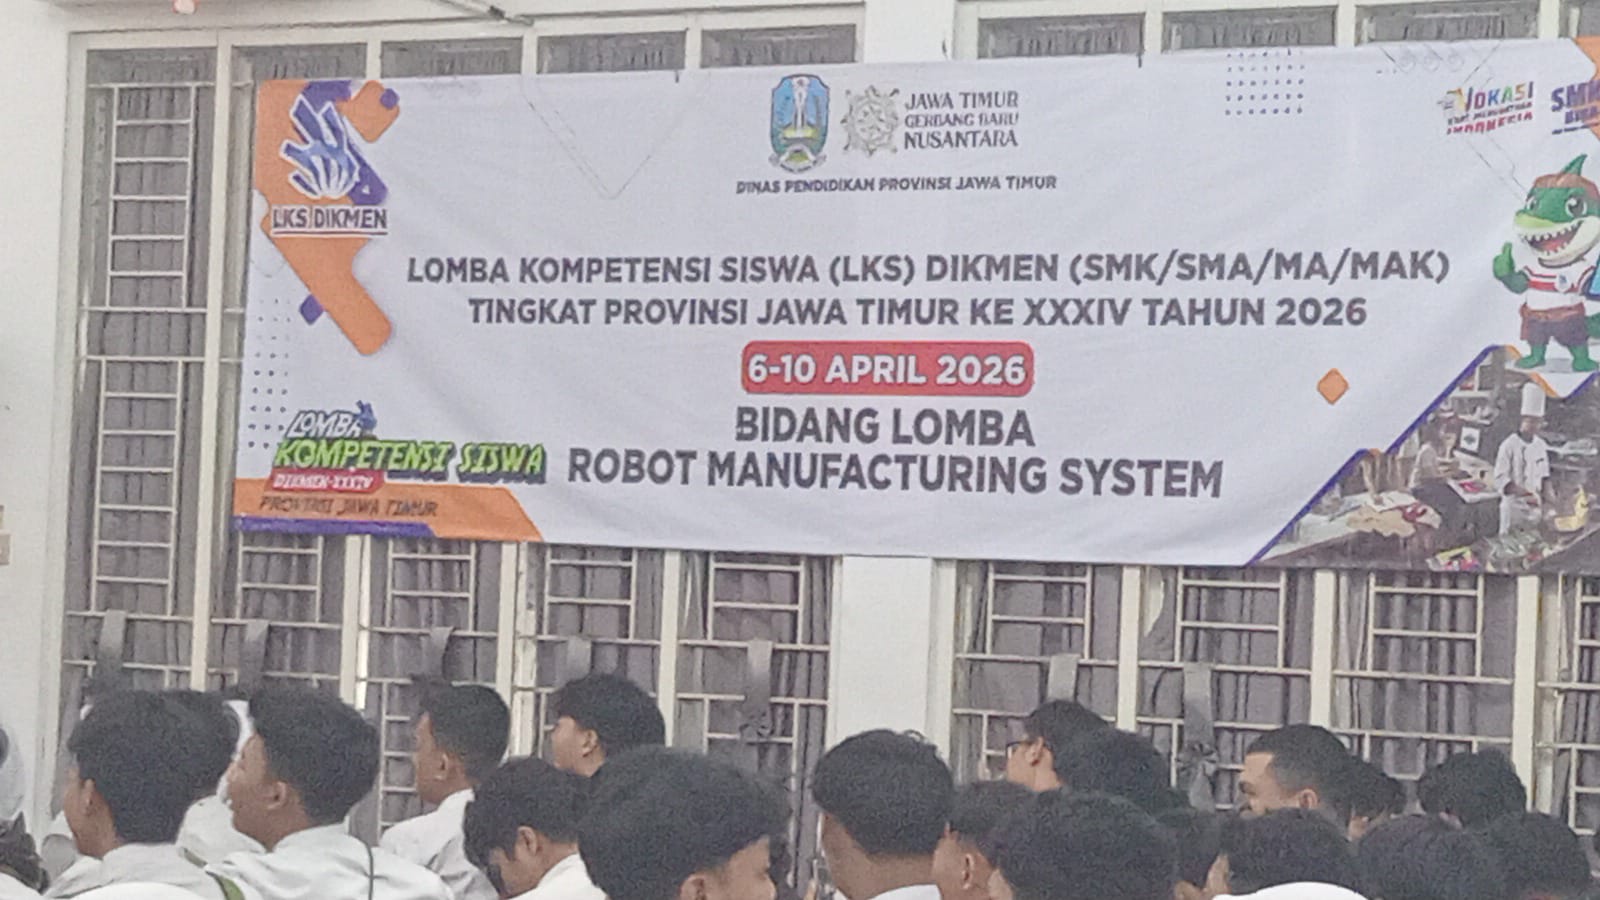 JAWA TIMUR
GERBANG BARU
NUSANTARA
DINAS PENDIDIKAN PROVINSI JAWA TIMUR
VOKASI
INDONESIA
SMK
LKS DIKMEN
LOMBA KOMPETENSI SISWA (LKS) DIKMEN (SMK/SMA/MA/MAK)
TINGKAT PROVINSI JAWA TIMUR KE XXXIV TAHUN 2026
6-10 APRIL 2026
BIDANG LOMBA
ROBOT MANUFACTURING SYSTEM
LOMBA
KOMPETENSI SISWA
DIKMEN-XXXIV
PROVINSI JAWA TIMUR